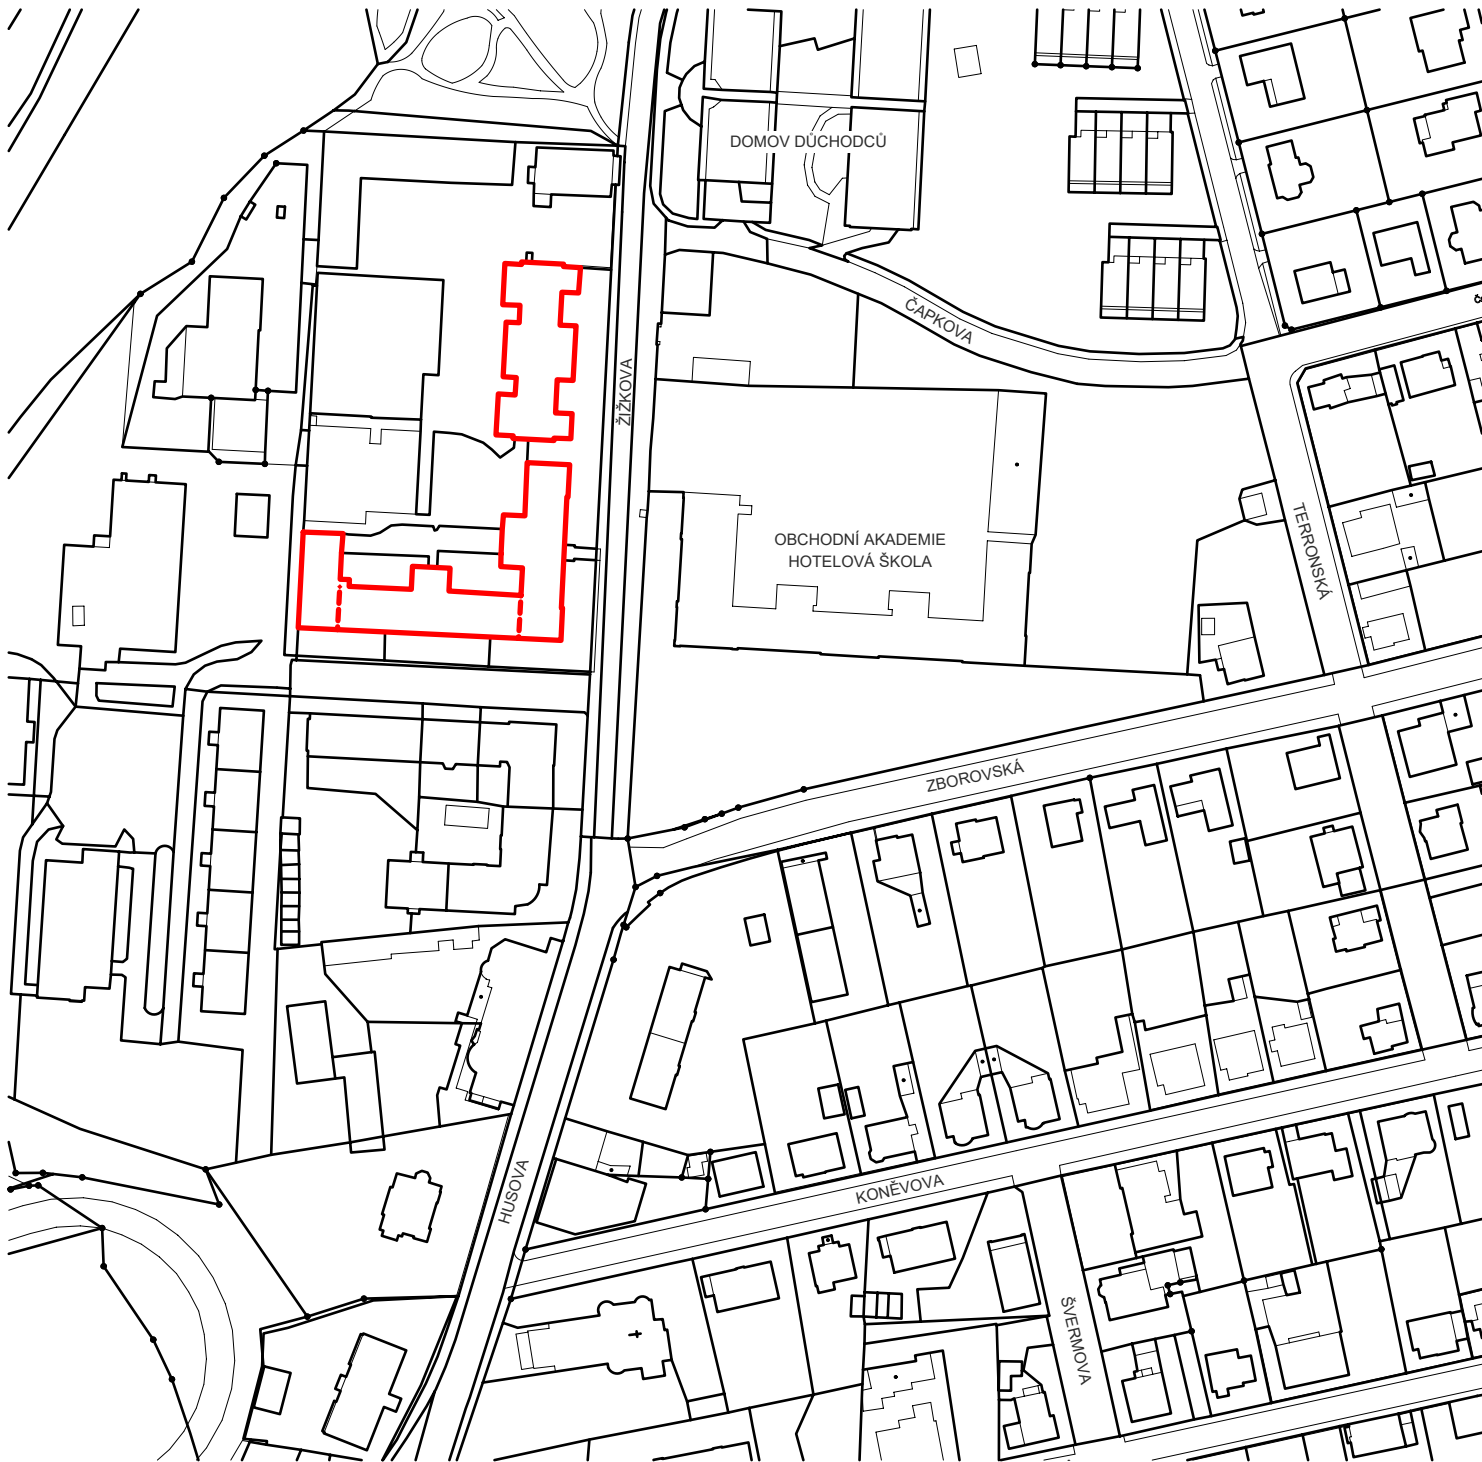 DOMOV DŮCHODCŮ
ČAPKOVA
ŽIŽKOVA
OBCHODNÍ AKADEMIE
HOTELOVÁ ŠKOLA
TERRONSKÁ
ZBOROVSKÁ
HUSOVA
KONĚVOVA
ŠVERMOVA